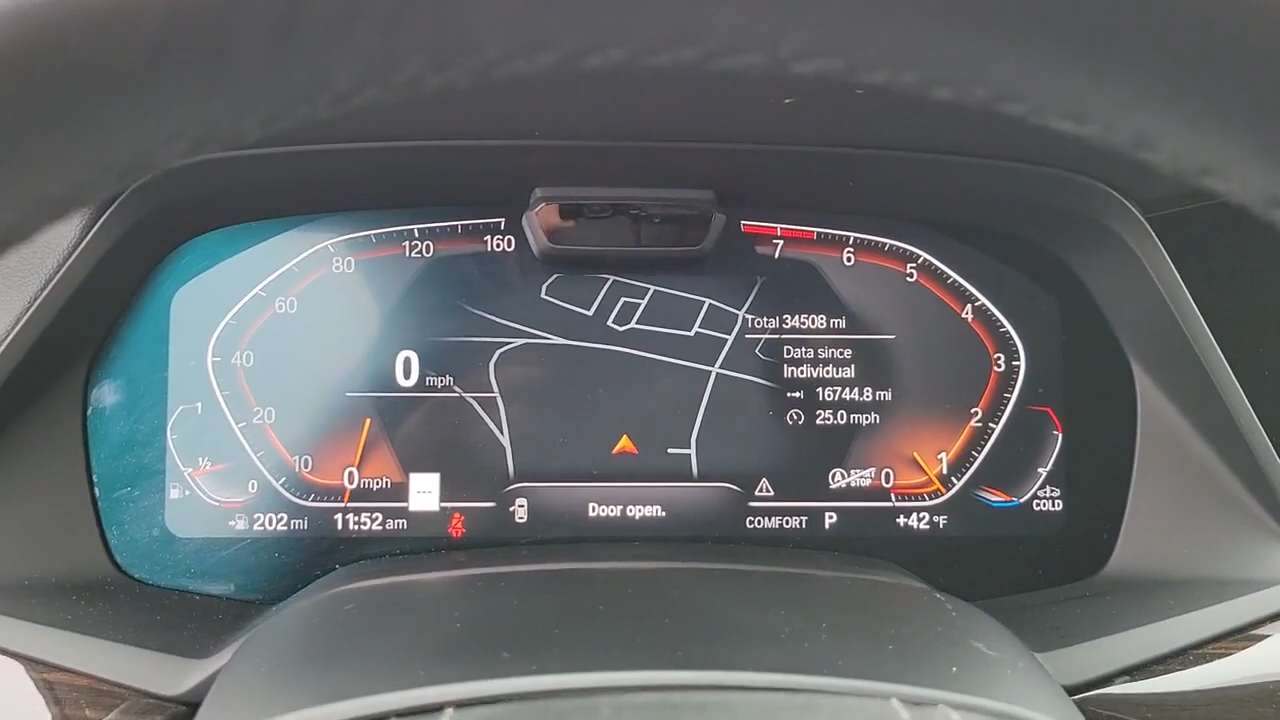 160
120
80
60
40
20
10
0 mph
0 mph
7
6
5
4
3
2
1
0
Total 34508 mi
Data since
Individual
16744.8 mi
25.0 mph
1
½
0
---
A START
STOP
COLD
202 mi
11:52 am
Door open.
COMFORT
P
+42 °F